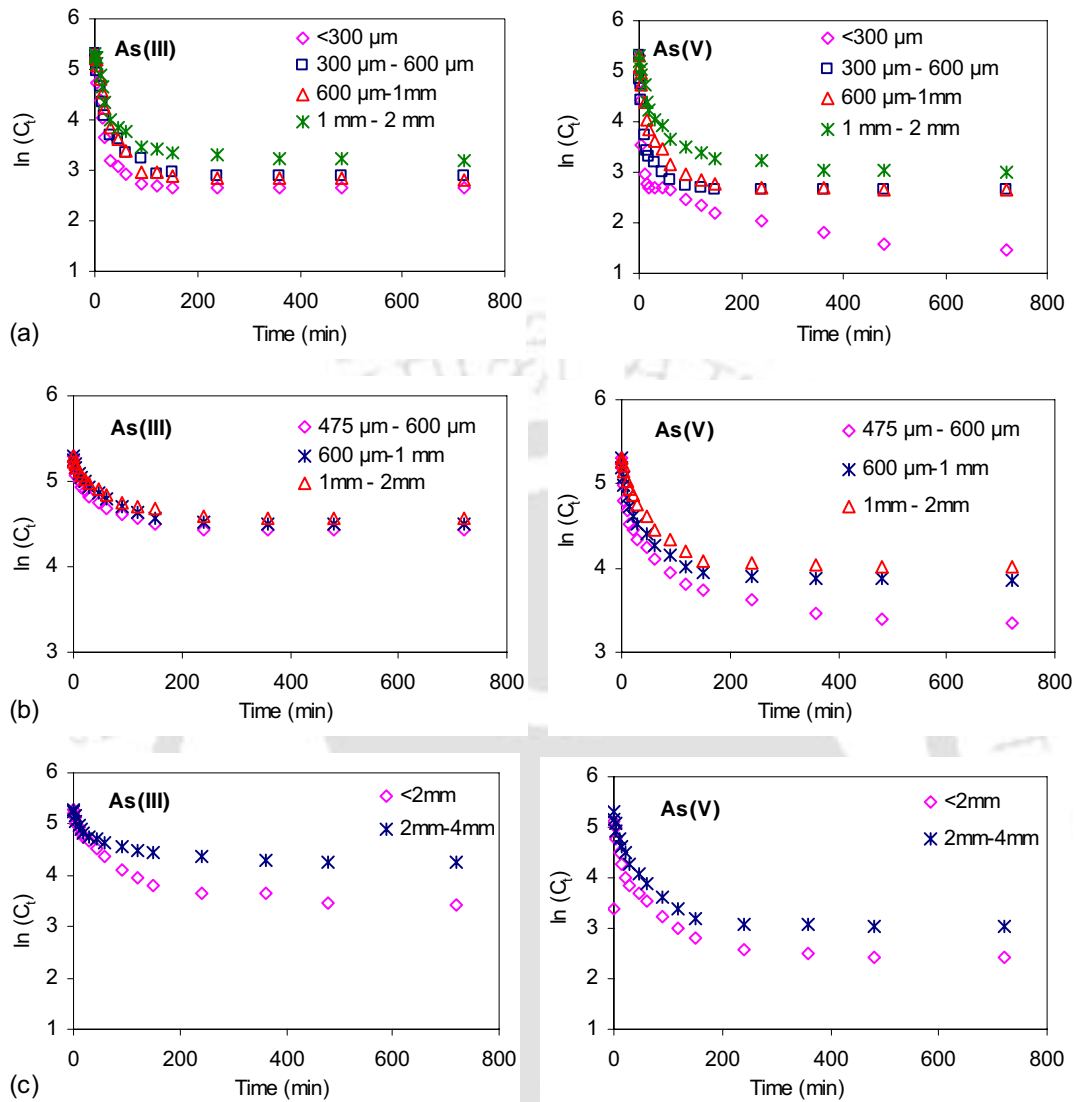 As(III)
<300 µm
300 µm - 600 µm
600 µm-1mm
1 mm - 2 mm
ln (Cₜ)
6
5
4
3
2
1
0 200 400 600 800
Time (min)
(a)
As(V)
<300 µm
300 µm - 600 µm
600 µm-1mm
1 mm - 2 mm
ln (Cₜ)
6
5
4
3
2
1
0 200 400 600 800
Time (min)
As(III)
475 µm - 600 µm
600 µm-1 mm
1mm - 2mm
ln (Cₜ)
6
5
4
3
0 200 400 600 800
Time (min)
(b)
As(V)
475 µm - 600 µm
600 µm-1 mm
1mm - 2mm
ln (Cₜ)
6
5
4
3
0 200 400 600 800
Time (min)
As(III)
<2mm
2mm-4mm
ln (Cₜ)
6
5
4
3
2
1
0 200 400 600 800
Time (min)
(c)
As(V)
<2mm
2mm-4mm
ln (Cₜ)
6
5
4
3
2
1
0 200 400 600 800
Time (min)